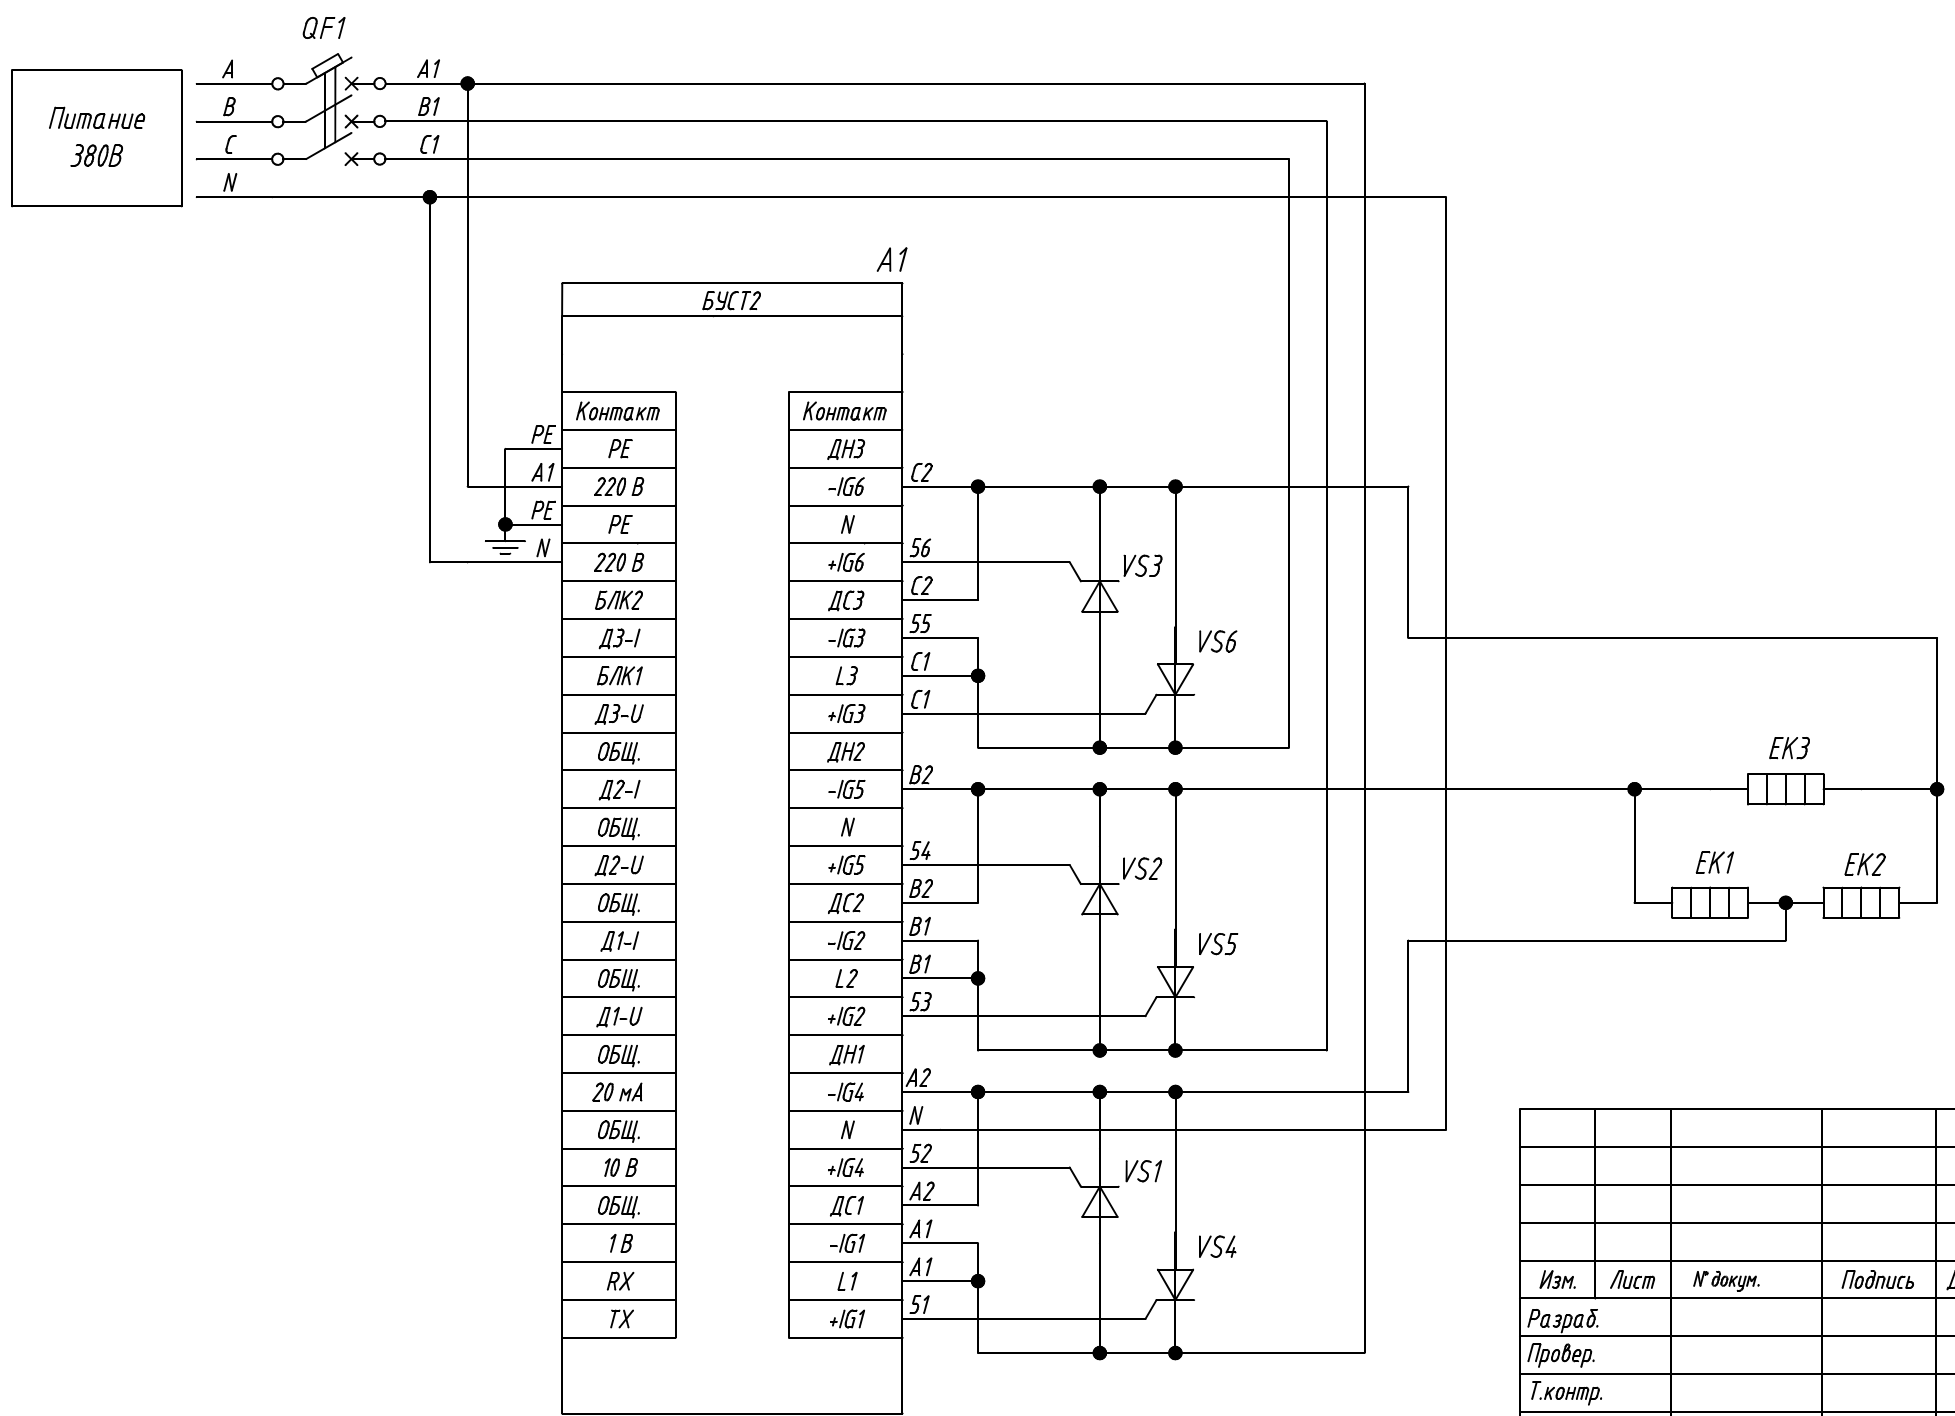 QF1
Питание
380В
A
A1
B
B1
C
C1
N
A1
БУСТ2
Контакт
PE
PE
A1
220 В
PE
PE
N
220 В
БЛК2
Д3-I
БЛК1
Д3-U
ОБЩ.
Д2-I
ОБЩ.
Д2-U
ОБЩ.
Д1-I
ОБЩ.
Д1-U
ОБЩ.
20 мА
ОБЩ.
10 В
ОБЩ.
1 В
RX
TX
Контакт
ДН3
-IG6
C2
N
+IG6
56
ДС3
C2
-IG3
55
L3
C1
+IG3
C1
ДН2
-IG5
B2
N
+IG5
54
ДС2
B2
-IG2
B1
L2
B1
+IG2
53
ДН1
-IG4
A2
N
N
+IG4
52
ДС1
A2
-IG1
A1
L1
A1
+IG1
51
VS3
VS6
VS2
VS5
VS1
VS4
EK3
EK1
EK2
Изм.
Лист
№ докум.
Подпись
Разраб.
Провер.
Т.контр.